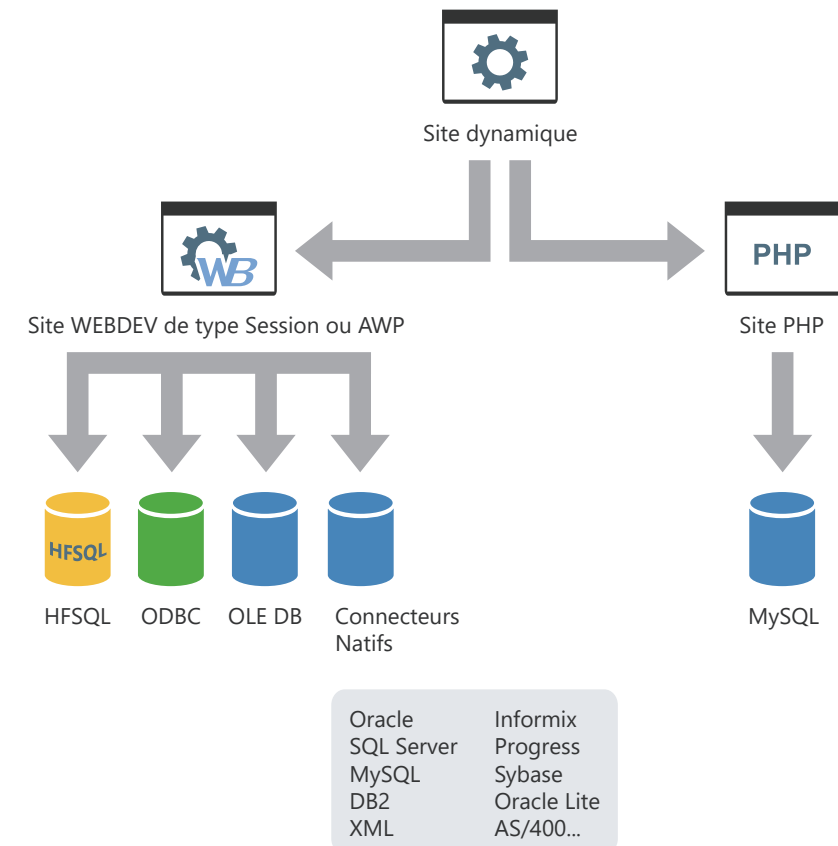 Site dynamique
WB
PHP
Site WEBDEV de type Session ou AWP
Site PHP
HFSQL
HFSQL
ODBC
OLE DB
Connecteurs
Natifs
MySQL
Oracle
SQL Server
MySQL
DB2
XML
Informix
Progress
Sybase
Oracle Lite
AS/400...